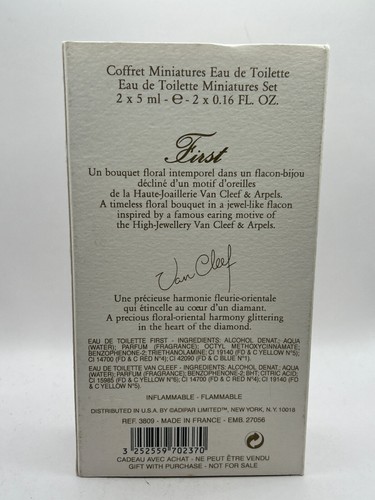 Coffret Miniatures Eau de Toilette
Eau de Toilette Miniatures Set
2 x 5 ml - ℮ - 2 x 0.16 FL. OZ.
First
Un bouquet floral intemporel dans un flacon-bijou
décliné d'un motif d'oreilles
de la Haute-Joaillerie Van Cleef & Arpels.
A timeless floral bouquet in a jewel-like flacon
inspired by a famous earing motive of
the High-Jewellery Van Cleef & Arpels.
Van Cleef
Une précieuse harmonie fleurie-orientale
qui étincelle au cœur d'un diamant.
A precious floral-oriental harmony glittering
in the heart of the diamond.
EAU DE TOILETTE FIRST - INGREDIENTS: ALCOHOL DENAT.; AQUA
(WATER); PARFUM (FRAGRANCE); OCTYL METHOXYCINNAMATE;
BENZOPHENONE-2; TRIETHANOLAMINE; CI 19140 (FD & C YELLOW N°5);
CI 14700 (FD & C RED N°4); CI 42090 (FD & C BLUE N°1).
EAU DE TOILETTE VAN CLEEF - INGREDIENTS: ALCOHOL DENAT.; AQUA
(WATER); PARFUM (FRAGRANCE); BENZOPHENONE-2; BHT; CITRIC ACID;
CI 15985 (FD & C YELLOW N°6); CI 14700 (FD & C RED N°4); CI 19140 (FD
& C YELLOW N°5).
INFLAMMABLE - FLAMMABLE
DISTRIBUTED IN U.S.A. BY GADIPAR LIMITED™, NEW YORK, N.Y. 10018
REF. 3809 - MADE IN FRANCE - EMB. 27056
3 252559 702370
CADEAU AVEC ACHAT - NE PEUT ÊTRE VENDU
GIFT WITH PURCHASE - NOT FOR SALE